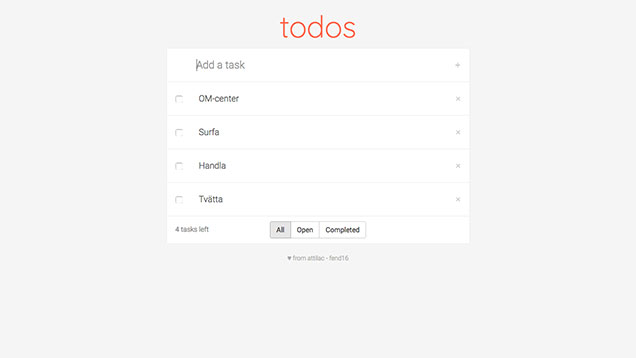 todos
Add a task +
OM-center ×
Surfa ×
Handla ×
Tvätta ×
4 tasks left All Open Completed
♥ from attilac - fend16